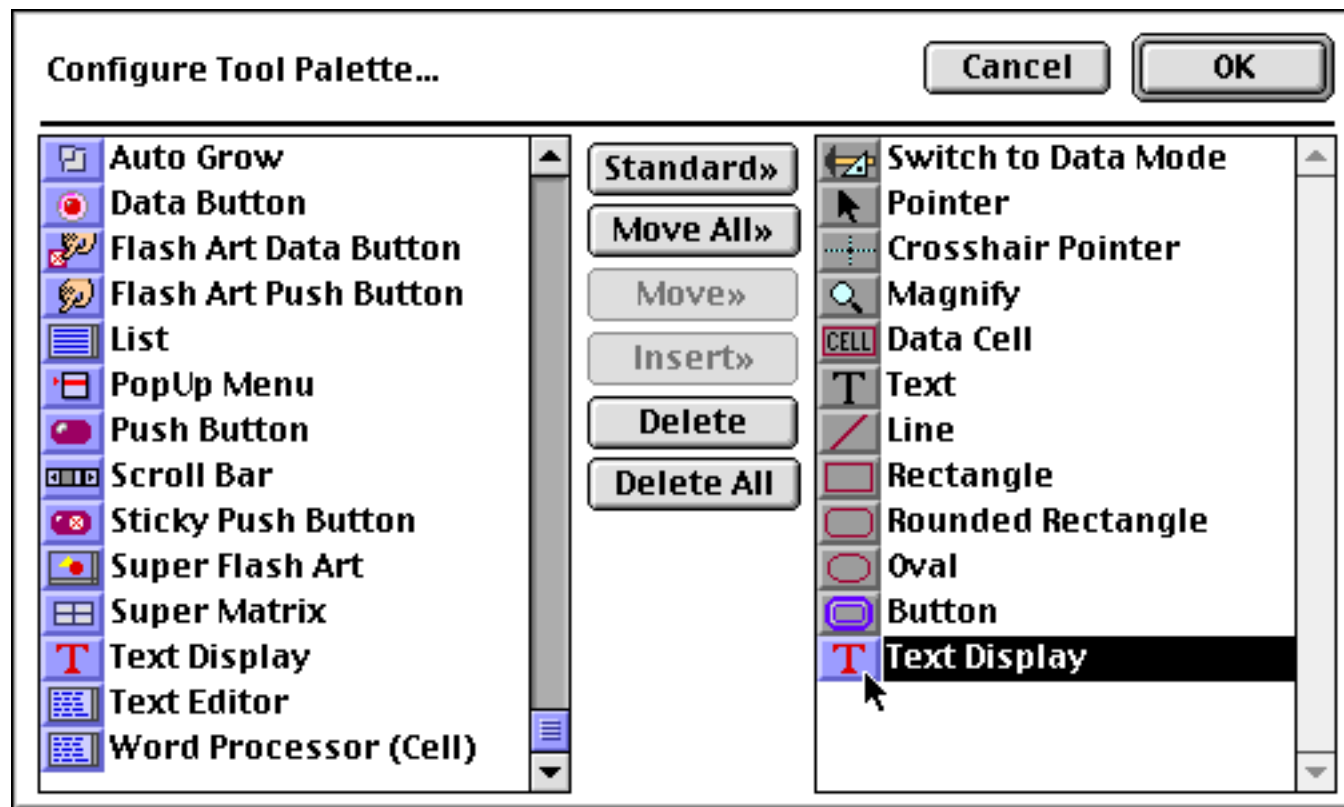 Configure Tool Palette...
Cancel
OK
Auto Grow
Data Button
Flash Art Data Button
Flash Art Push Button
List
PopUp Menu
Push Button
Scroll Bar
Sticky Push Button
Super Flash Art
Super Matrix
T Text Display
Text Editor
Word Processor (Cell)
Standard»
Move All»
Move»
Insert»
Delete
Delete All
Switch to Data Mode
Pointer
Crosshair Pointer
Magnify
CELL Data Cell
T Text
Line
Rectangle
Rounded Rectangle
Oval
Button
T Text Display